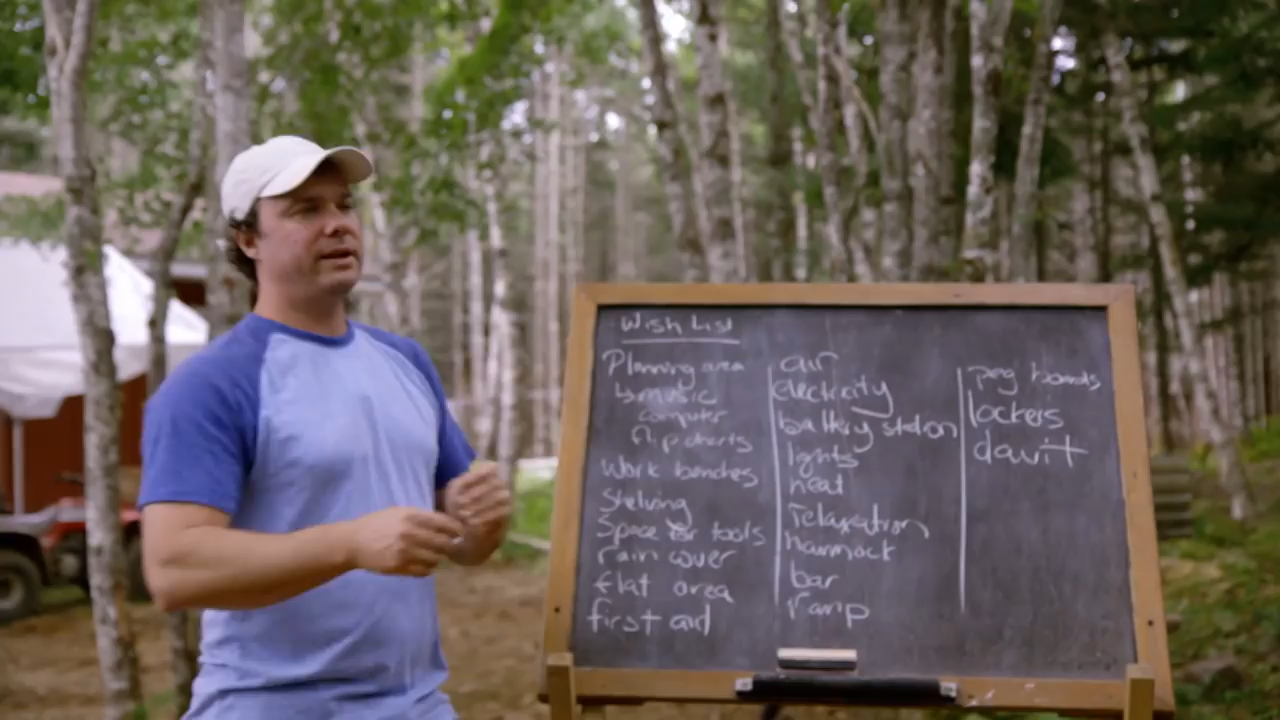 Wish List
Planning area
↳ music
computer
flip charts
Work benches
Shelving
Space for tools
rain cover
flat area
first aid
air
electricity
battery station
lights
heat
relaxation
hammock
bar
ramp
peg boards
lockers
davit